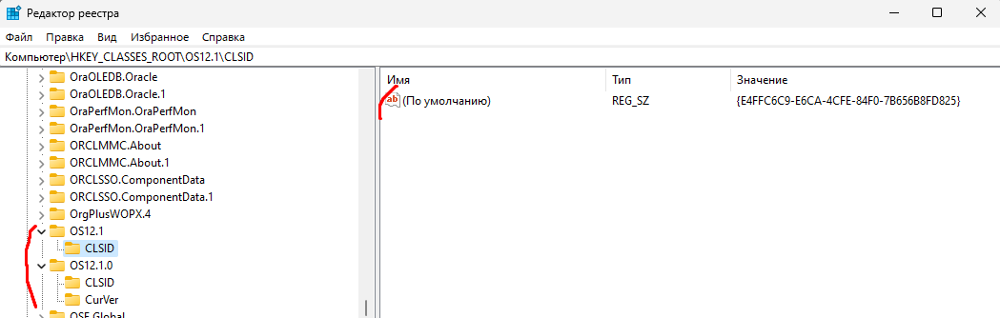 Редактор реестра
Файл Правка Вид Избранное Справка
Компьютер\HKEY_CLASSES_ROOT\OS12.1\CLSID
OraOLEDB.Oracle
OraOLEDB.Oracle.1
OraPerfMon.OraPerfMon
OraPerfMon.OraPerfMon.1
ORCLMMC.About
ORCLMMC.About.1
ORCLSSO.ComponentData
ORCLSSO.ComponentData.1
OrgPlusWOPX.4
OS12.1
CLSID
OS12.1.0
CLSID
CurVer
OSE.Global
Имя Тип Значение
ab (По умолчанию) REG_SZ {E4FFC6C9-E6CA-4CFE-84F0-7B656B8FD825}